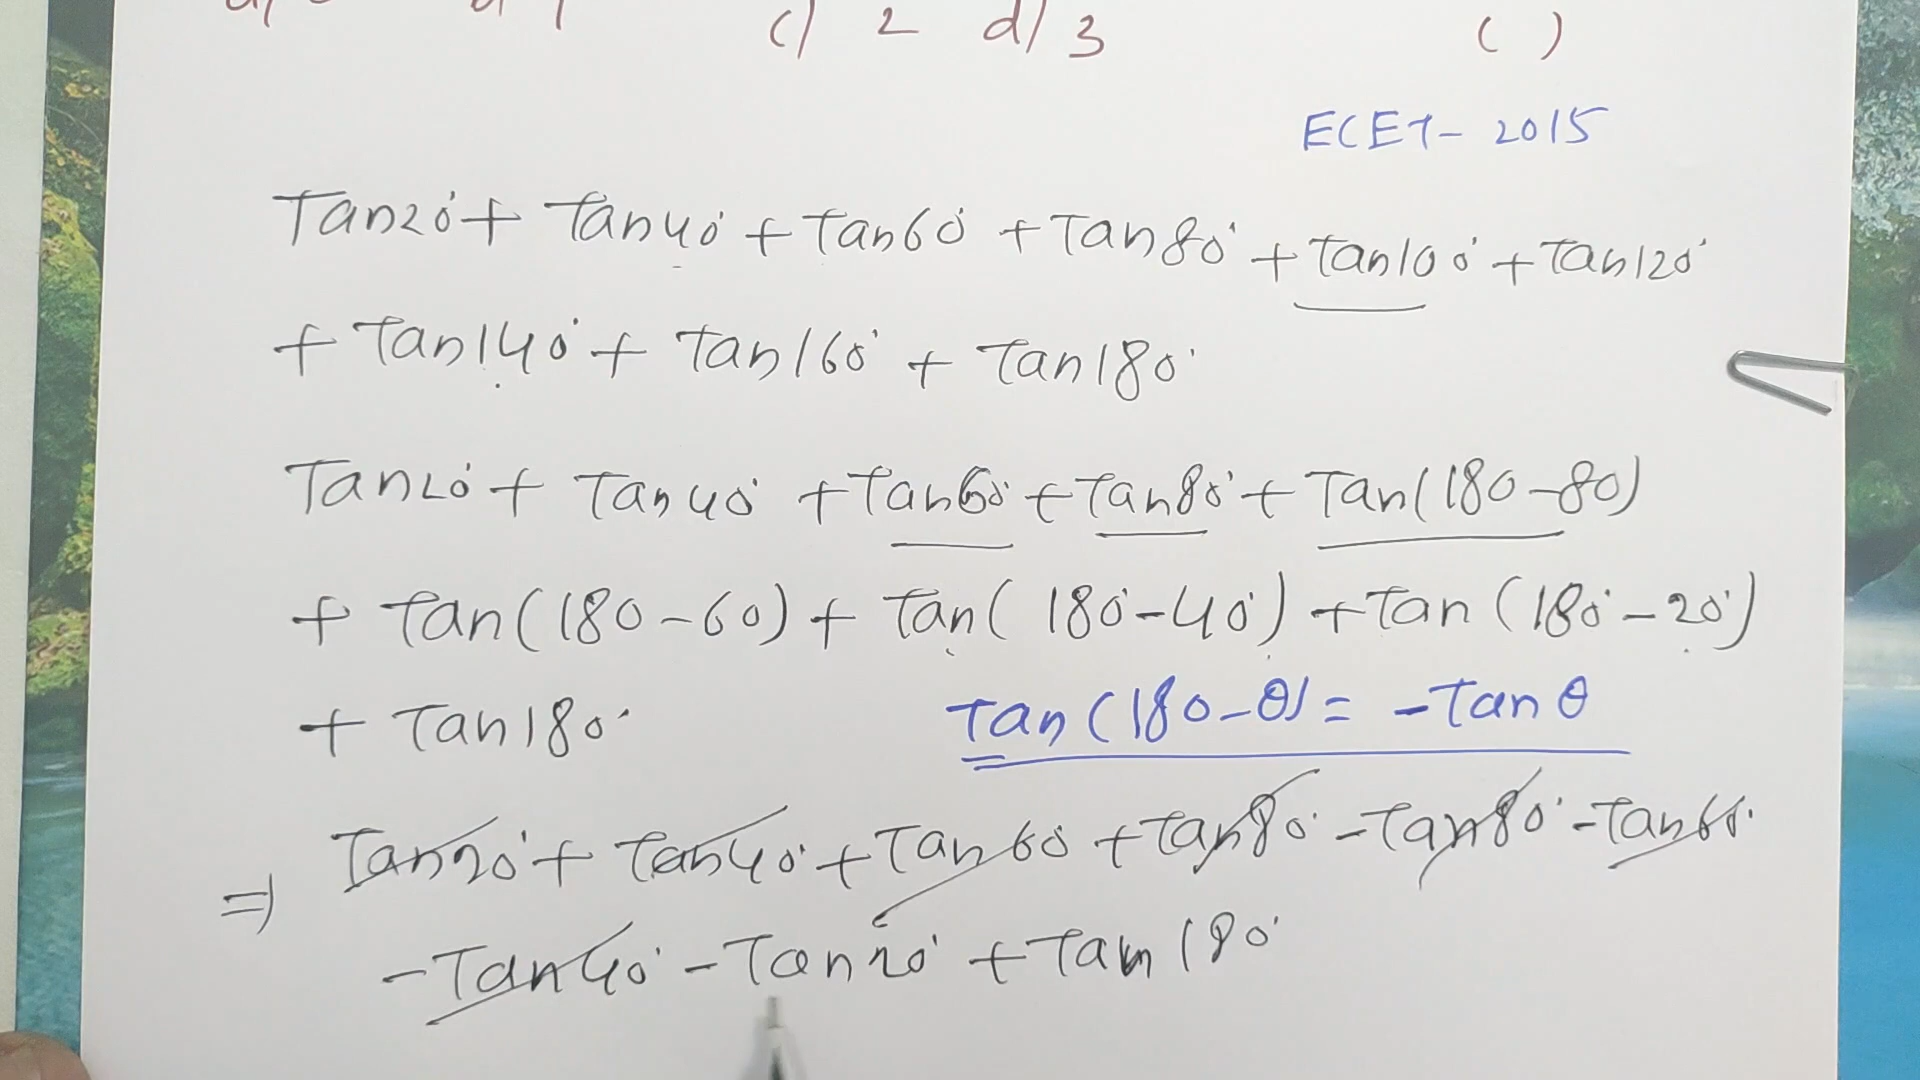 c) 2 d) 3 ( )
ECET- 2015
Tan20° + Tan40° + Tan60° + Tan80° + Tan100° + Tan120°
+ Tan140° + Tan160° + Tan180°
Tan20° + Tan40° + Tan60° + Tan80° + Tan(180-80)
+ Tan(180-60) + Tan(180°-40°) + Tan(180°-20°)
+ Tan180°
Tan(180-θ) = -Tanθ
⇒ Tan20° + Tan40° + Tan60° + Tan80° - Tan80° - Tan60°
- Tan40° - Tan20° + Tan180°